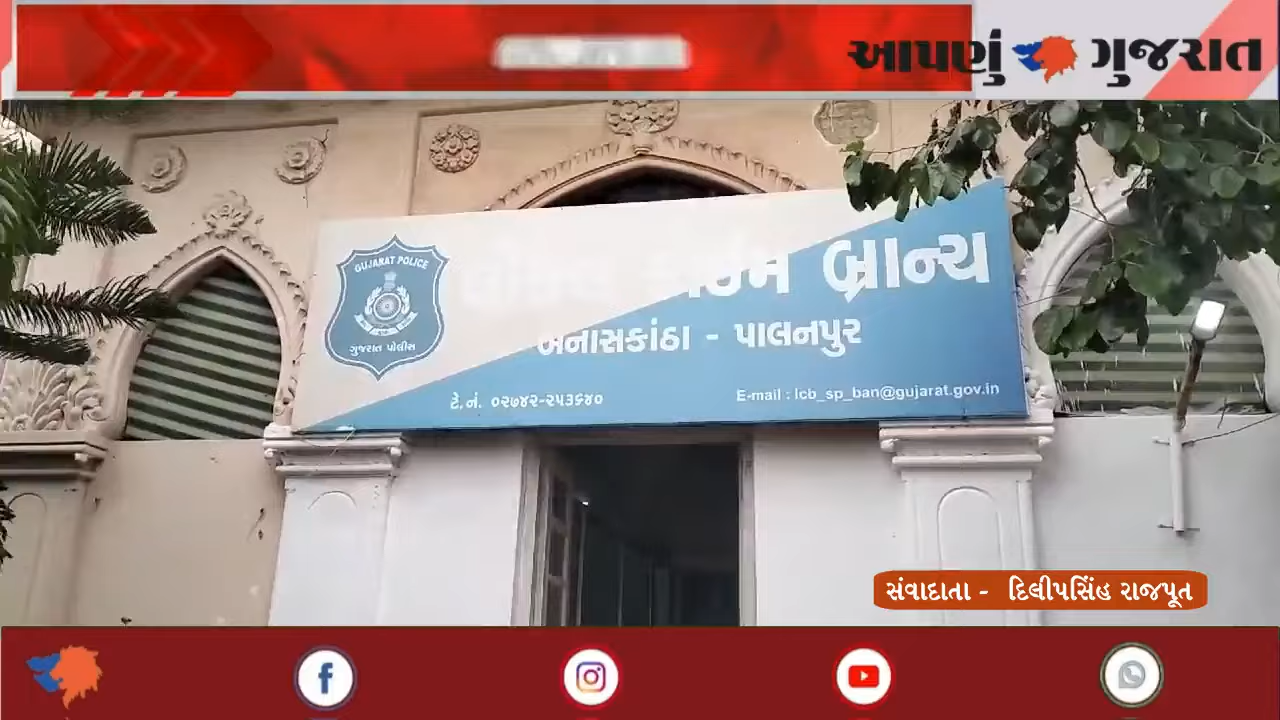 આપણું ગુજરાત
બ્રાન્ચ
GUJARAT POLICE
ગુજરાત પોલીસ
બનાસકાંઠા - પાલનપુર
ટે.નં. ૦૨૭૪૨-૨૫૩૬૪૦
E-mail : lcb_sp_ban@gujarat.gov.in
સંવાદાતા - દિલીપસિંહ રાજપૂત